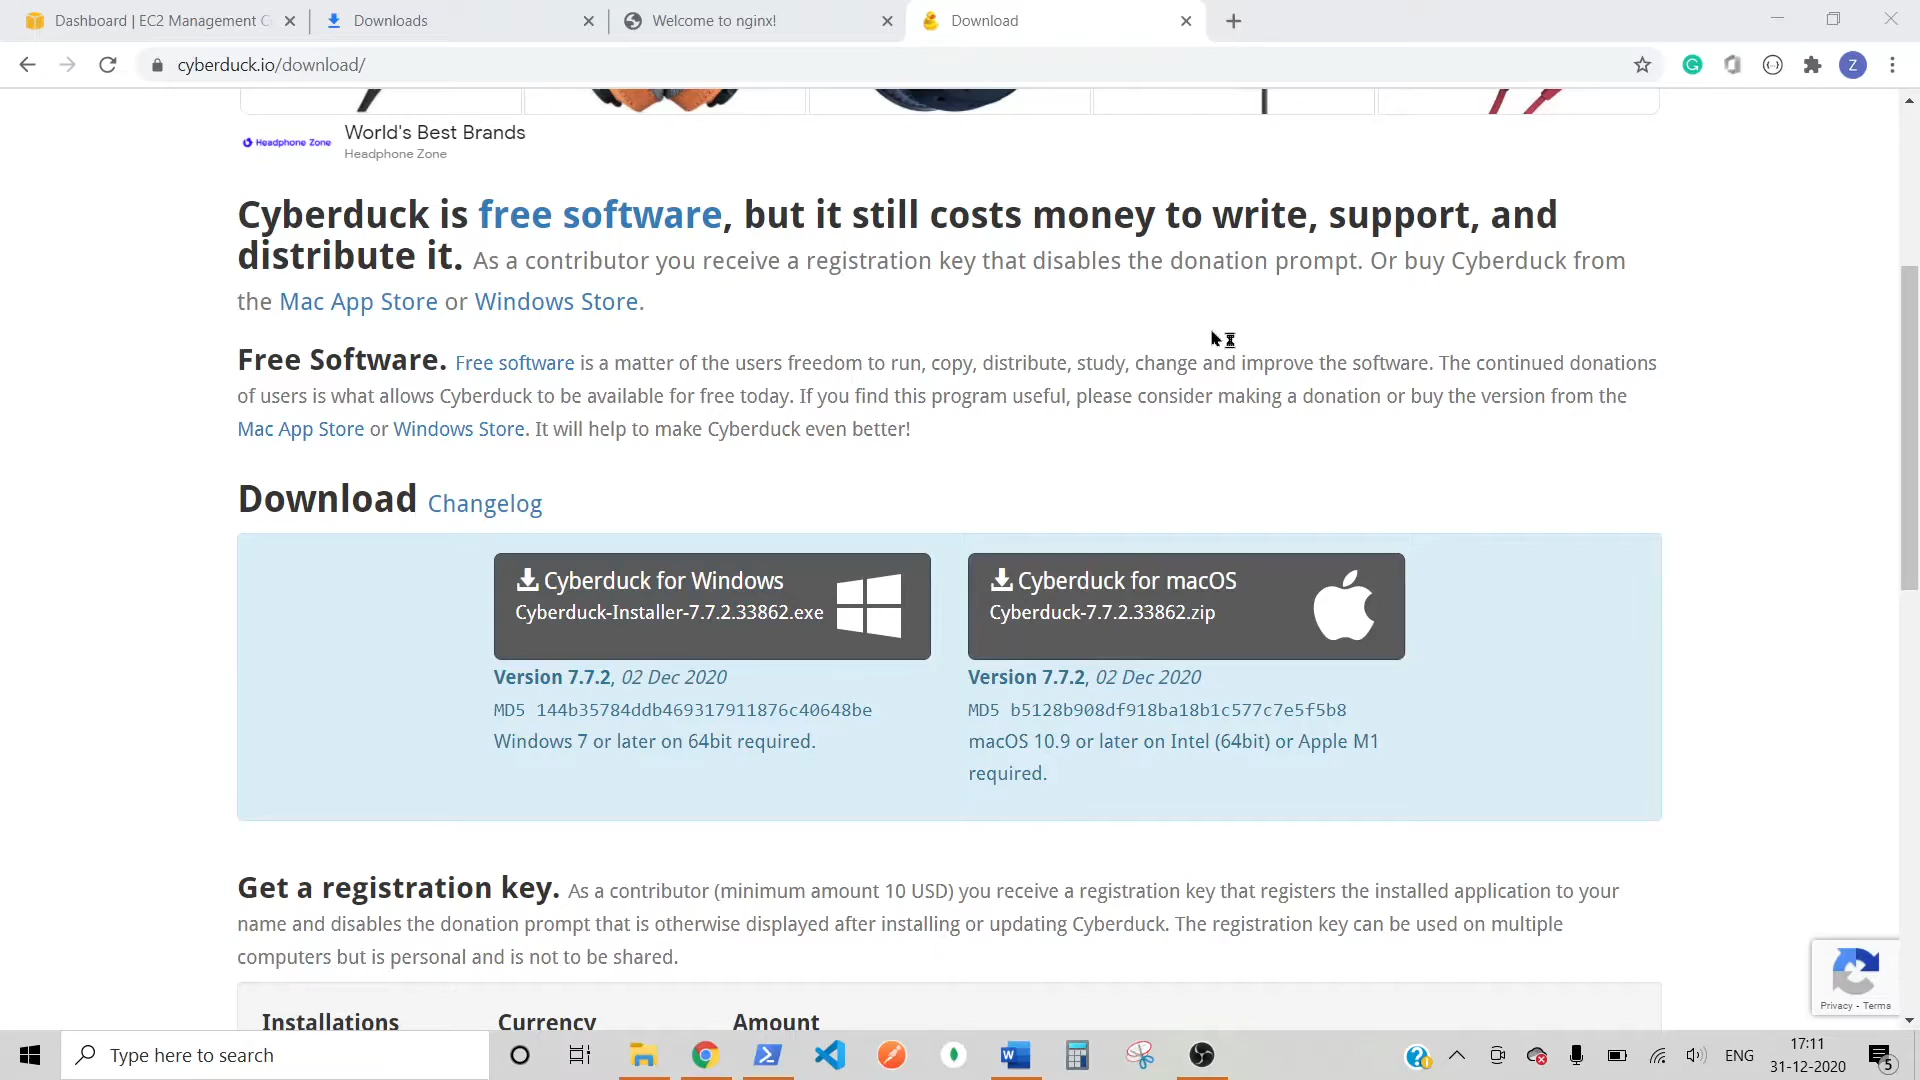 Dashboard | EC2 Management C
Downloads
Welcome to nginx!
Download
cyberduck.io/download/
Z
Headphone Zone
World's Best Brands
Headphone Zone
Cyberduck is free software, but it still costs money to write, support, and
distribute it. As a contributor you receive a registration key that disables the donation prompt. Or buy Cyberduck from
the Mac App Store or Windows Store.
Free Software. Free software is a matter of the users freedom to run, copy, distribute, study, change and improve the software. The continued donations
of users is what allows Cyberduck to be available for free today. If you find this program useful, please consider making a donation or buy the version from the
Mac App Store or Windows Store. It will help to make Cyberduck even better!
Download Changelog
Cyberduck for Windows
Cyberduck-Installer-7.7.2.33862.exe
Version 7.7.2, 02 Dec 2020
MD5 144b35784ddb469317911876c40648be
Windows 7 or later on 64bit required.
Cyberduck for macOS
Cyberduck-7.7.2.33862.zip
Version 7.7.2, 02 Dec 2020
MD5 b5128b908df918ba18b1c577c7e5f5b8
macOS 10.9 or later on Intel (64bit) or Apple M1
required.
Get a registration key. As a contributor (minimum amount 10 USD) you receive a registration key that registers the installed application to your
name and disables the donation prompt that is otherwise displayed after installing or updating Cyberduck. The registration key can be used on multiple
computers but is personal and is not to be shared.
Privacy - Terms
Installations
Currency
Amount
Type here to search
W
ENG
17:11
31-12-2020
5